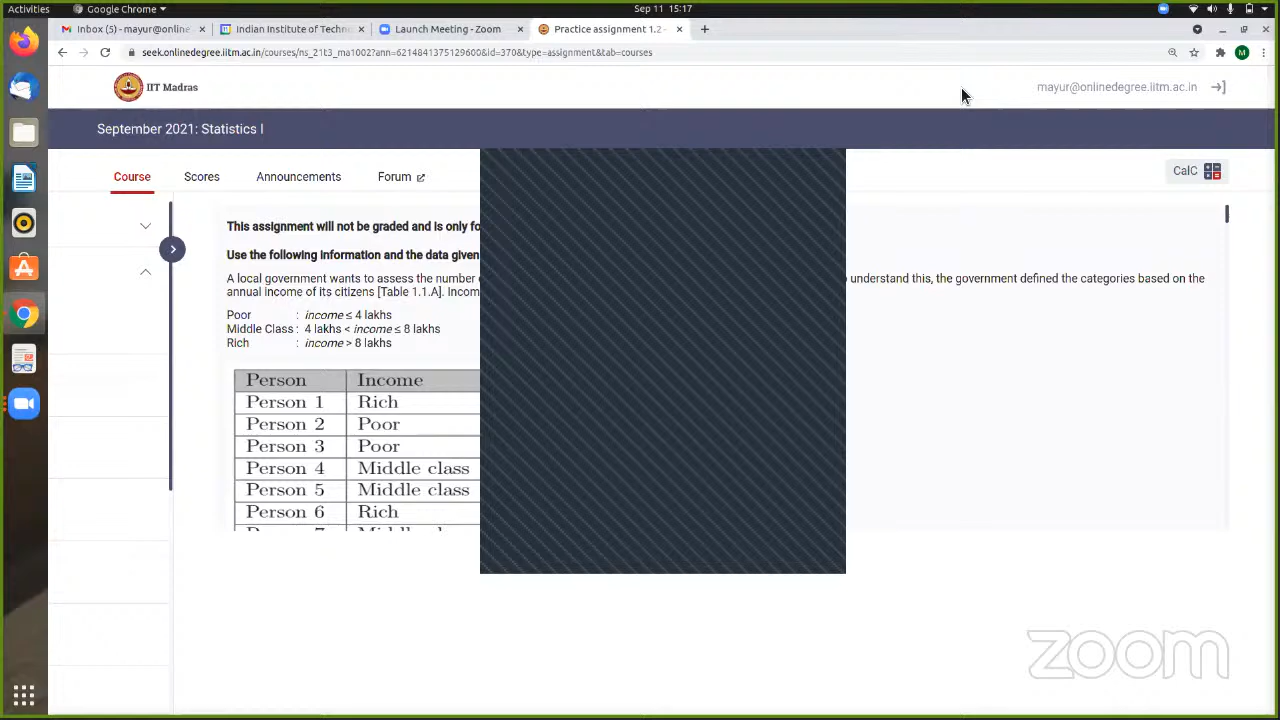 Activities Google Chrome Sep 11 15:17
Inbox (5) - mayur@online Indian Institute of Techn Launch Meeting - Zoom Practice assignment 1.2 -
seek.onlinedegree.iitm.ac.in/courses/ns_21t3_ma1002?ann=6214841375129600&id=370&type=assignment&tab=courses
IIT Madras mayur@onlinedegree.iitm.ac.in
September 2021: Statistics I
Course Scores Announcements Forum CalC
This assignment will not be graded and is only fo
Use the following information and the data given
A local government wants to assess the number understand this, the government defined the categories based on the
annual income of its citizens [Table 1.1.A]. Incom
Poor : income ≤ 4 lakhs
Middle Class : 4 lakhs < income ≤ 8 lakhs
Rich : income > 8 lakhs
Person Income
Person 1 Rich
Person 2 Poor
Person 3 Poor
Person 4 Middle class
Person 5 Middle class
Person 6 Rich
zoom